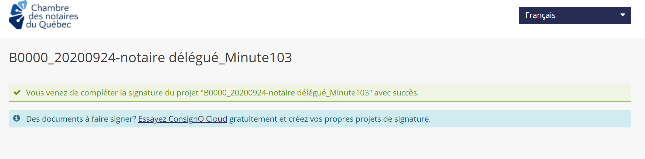 Chambre
des notaires
du Québec
Français
B0000_20200924-notaire délégué_Minute103
Vous venez de compléter la signature du projet "B0000_20200924-notaire délégué_Minute103" avec succès.
Des documents à faire signer? Essayez ConsignO Cloud gratuitement et créez vos propres projets de signature.